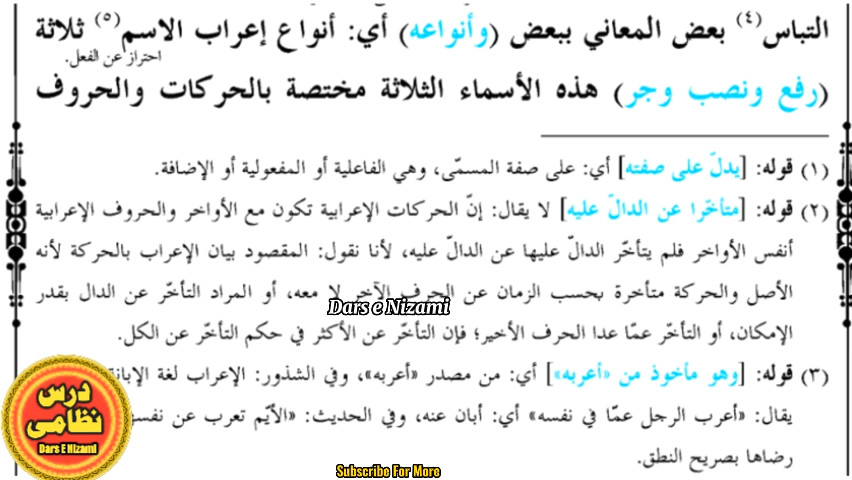 التباس(٤) بعض المعاني ببعض (وأنواعه) أي: أنواع إعراب الاسم(٥) ثلاثة
احتراز عن الفعل.
(رفع ونصب وجر) هذه الأسماء الثلاثة مختصة بالحركات والحروف
(١) قوله: [يدلّ على صفته] أي: على صفة المسمّى، وهي الفاعلية أو المفعولية أو الإضافة.
(٢) قوله: [متأخّرا عن الدالّ عليه] لا يقال: إنّ الحركات الإعرابية تكون مع الأواخر والحروف الإعرابية
أنفس الأواخر فلم يتأخّر الدالّ عليها عن الدالّ عليه، لأنا نقول: المقصود بيان الإعراب بالحركة لأنه
الأصل والحركة متأخرة بحسب الزمان عن الحرف الآخر لا معه، أو المراد التأخّر عن الدال بقدر
Dars e Nizami
الإمكان، أو التأخّر عمّا عدا الحرف الأخير؛ فإن التأخّر عن الأكثر في حكم التأخّر عن الكل.
(٣) قوله: [وهو مأخوذ من «أعربه»] أي: من مصدر «أعربه»، وفي الشذور: الإعراب لغة الإبانة
يقال: «أعرب الرجل عمّا في نفسه» أي: أبان عنه، وفي الحديث: «الأيّم تعرب عن نفسها
رضاها بصريح النطق.
درس
نظامی
Dars E Nizami
Subscribe For More